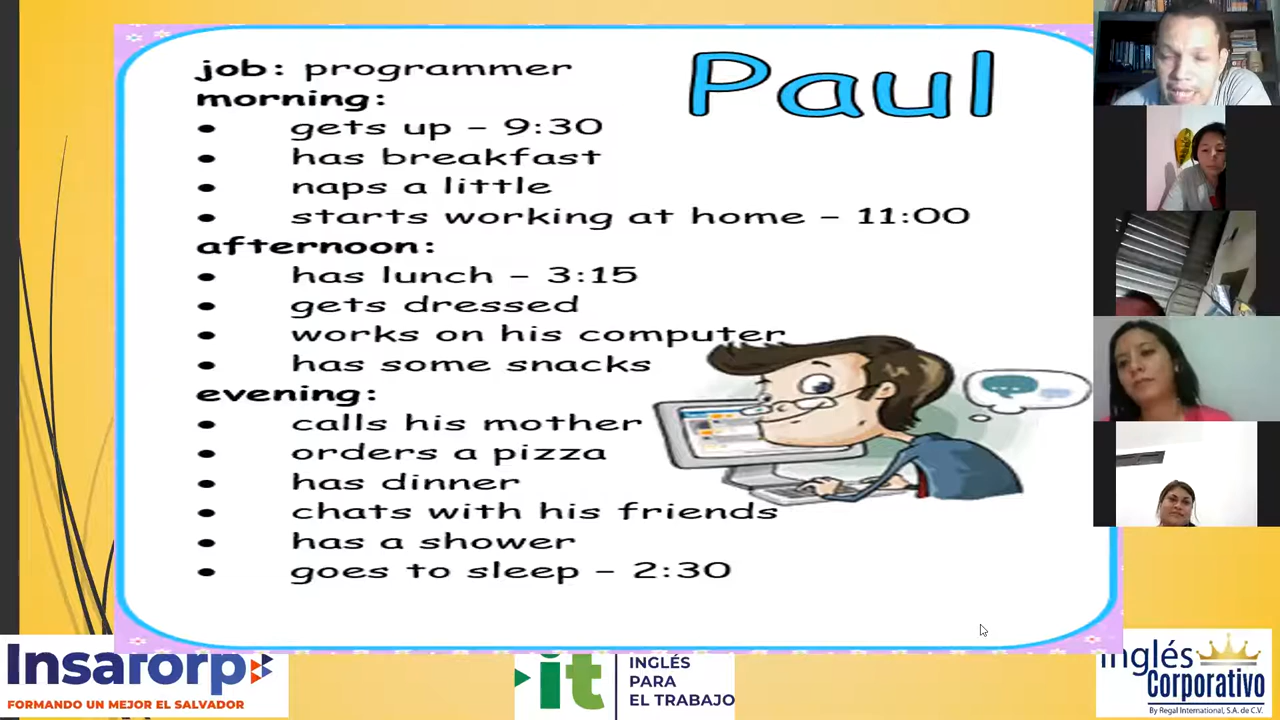 Paul
job: programmer
morning:
• gets up – 9:30
• has breakfast
• naps a little
• starts working at home – 11:00
afternoon:
• has lunch – 3:15
• gets dressed
• works on his computer
• has some snacks
evening:
• calls his mother
• orders a pizza
• has dinner
• chats with his friends
• has a shower
• goes to sleep – 2:30
Insaforp
FORMANDO UN MEJOR EL SALVADOR
it
INGLÉS
PARA
EL TRABAJO
Inglés
Corporativo
By Regal International, S.A. de C.V.